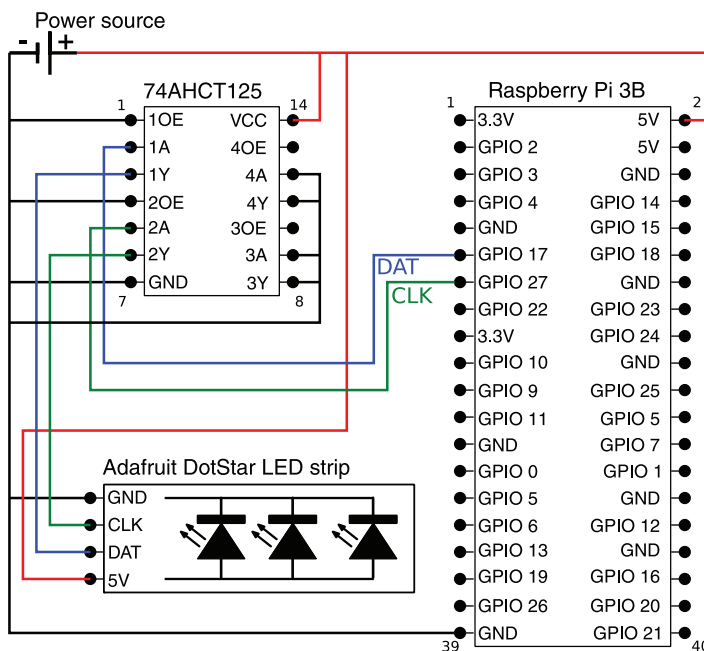 Power source
- +
74AHCT125
1 14
1OE VCC
1A 4OE
1Y 4A
2OE 4Y
2A 3OE
2Y 3A
GND 3Y
7 8
Raspberry Pi 3B
1 2
3.3V 5V
GPIO 2 5V
GPIO 3 GND
GPIO 4 GPIO 14
GND GPIO 15
GPIO 17 GPIO 18
GPIO 27 GND
GPIO 22 GPIO 23
3.3V GPIO 24
GPIO 10 GND
GPIO 9 GPIO 25
GPIO 11 GPIO 5
GND GPIO 7
GPIO 0 GPIO 1
GPIO 5 GND
GPIO 6 GPIO 12
GPIO 13 GND
GPIO 19 GPIO 16
GPIO 26 GPIO 20
GND GPIO 21
39 40
DAT
CLK
Adafruit DotStar LED strip
GND
CLK
DAT
5V